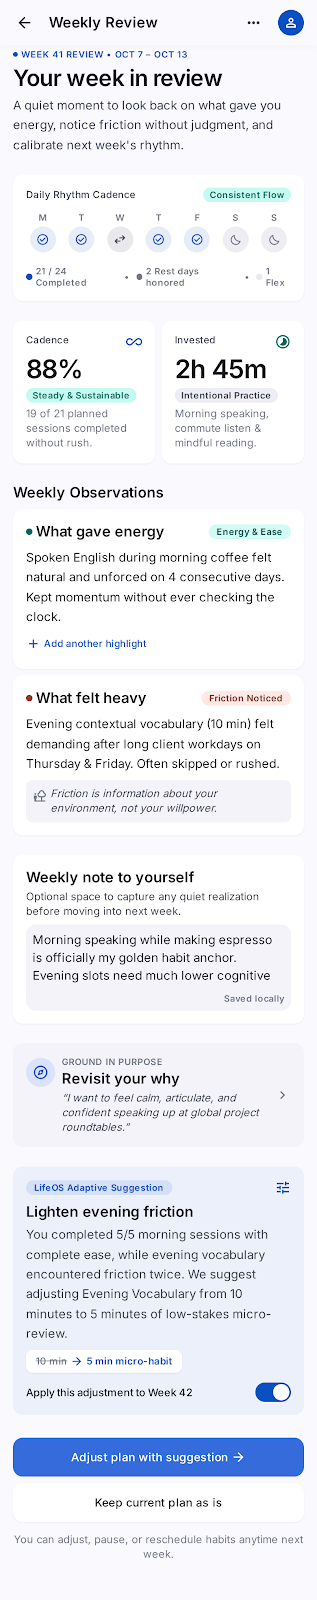 Weekly Review
WEEK 41 REVIEW • OCT 7 – OCT 13
Your week in review
A quiet moment to look back on what gave you
energy, notice friction without judgment, and
calibrate next week's rhythm.
Daily Rhythm Cadence
Consistent Flow
M T W T F S S
21 / 24
Completed
•
2 Rest days
honored
•
1
Flex
Cadence
88%
Steady & Sustainable
19 of 21 planned
sessions completed
without rush.
Invested
2h 45m
Intentional Practice
Morning speaking,
commute listen &
mindful reading.
Weekly Observations
What gave energy
Energy & Ease
Spoken English during morning coffee felt
natural and unforced on 4 consecutive days.
Kept momentum without ever checking the
clock.
Add another highlight
What felt heavy
Friction Noticed
Evening contextual vocabulary (10 min) felt
demanding after long client workdays on
Thursday & Friday. Often skipped or rushed.
Friction is information about your
environment, not your willpower.
Weekly note to yourself
Optional space to capture any quiet realization
before moving into next week.
Morning speaking while making espresso
is officially my golden habit anchor.
Evening slots need much lower cognitive
Saved locally
GROUND IN PURPOSE
Revisit your why
“I want to feel calm, articulate, and
confident speaking up at global project
roundtables.”
LifeOS Adaptive Suggestion
Lighten evening friction
You completed 5/5 morning sessions with
complete ease, while evening vocabulary
encountered friction twice. We suggest
adjusting Evening Vocabulary from 10
minutes to 5 minutes of low-stakes micro-
review.
10 min → 5 min micro-habit
Apply this adjustment to Week 42
Adjust plan with suggestion →
Keep current plan as is
You can adjust, pause, or reschedule habits anytime next
week.